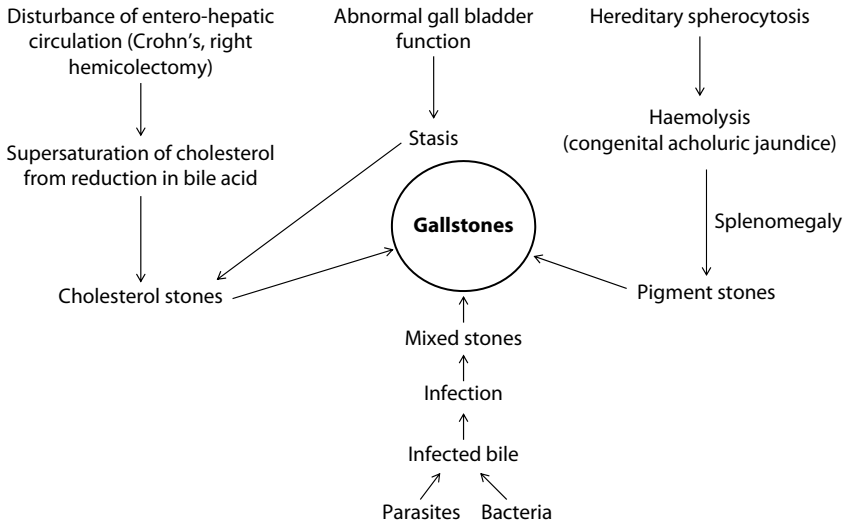 Disturbance of entero-hepatic
circulation (Crohn's, right
hemicolectomy)
Supersaturation of cholesterol
from reduction in bile acid
Cholesterol stones
Abnormal gall bladder
function
Stasis
Gallstones
Hereditary spherocytosis
Haemolysis
(congenital acholuric jaundice)
Splenomegaly
Pigment stones
Mixed stones
Infection
Infected bile
Parasites
Bacteria